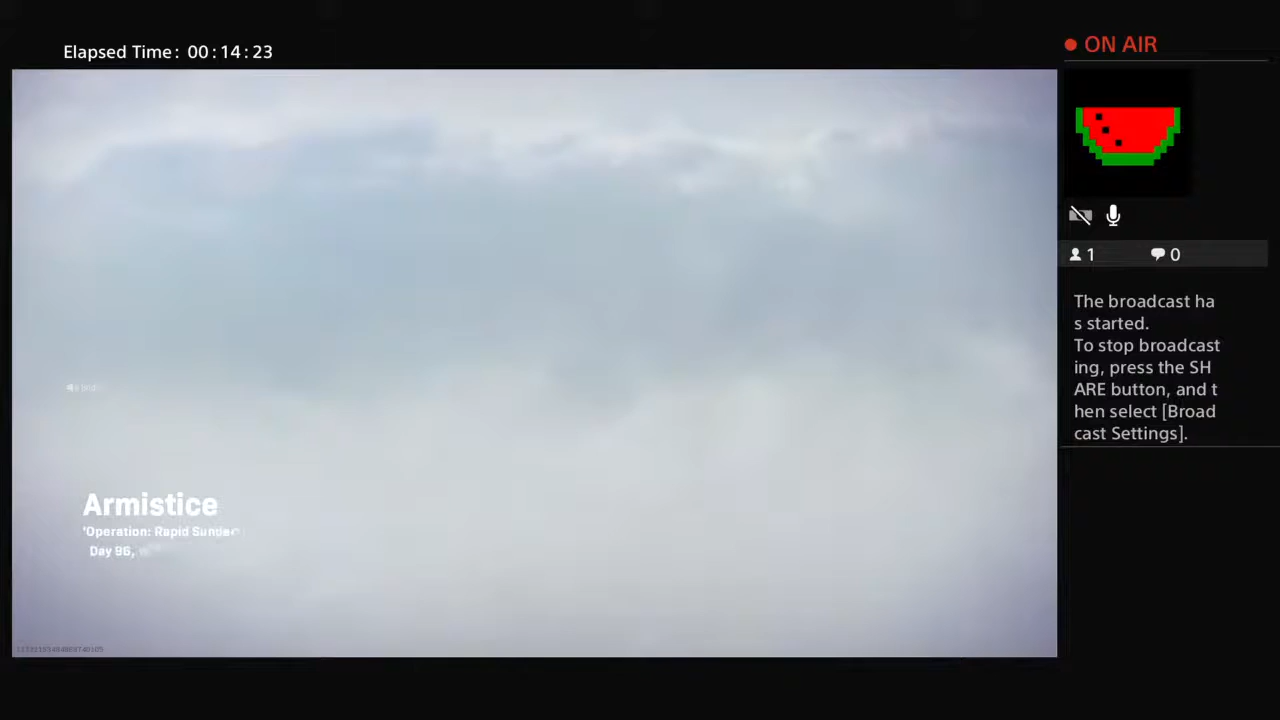 Elapsed Time: 00:14:23
ON AIR
1
0
The broadcast ha
s started.
To stop broadcast
ing, press the SH
ARE button, and t
hen select [Broad
cast Settings].
Armistice
'Operation: Rapid Sunder
Day 96,